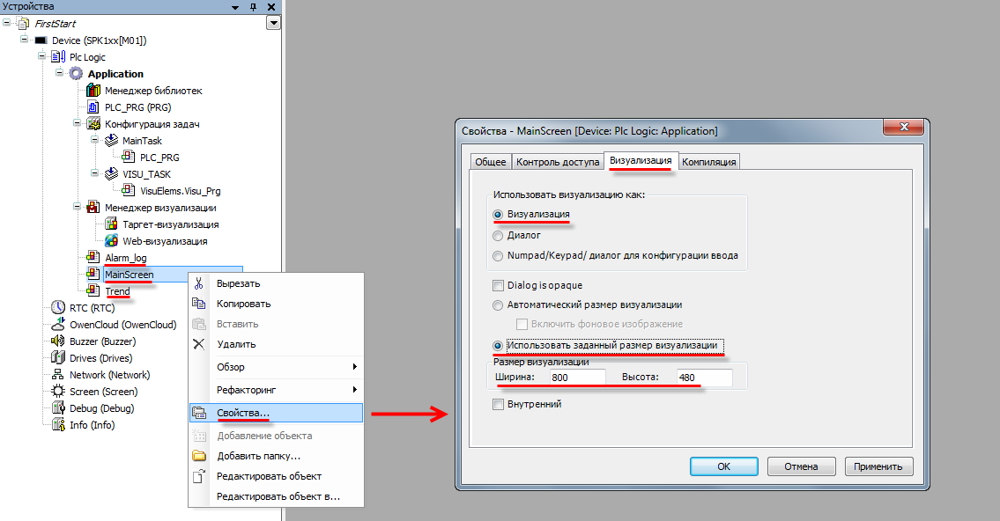 Устройства
FirstStart
Device (SPK1xx[M01])
Plc Logic
Application
Менеджер библиотек
PLC_PRG (PRG)
Конфигурация задач
MainTask
PLC_PRG
VISU_TASK
VisuElems.Visu_Prg
Менеджер визуализации
Таргет-визуализация
Web-визуализация
Alarm_log
MainScreen
Trend
RTC (RTC)
OwenCloud (OwenCloud)
Buzzer (Buzzer)
Drives (Drives)
Network (Network)
Screen (Screen)
Debug (Debug)
Info (Info)
Вырезать
Копировать
Вставить
Удалить
Обзор
Рефакторинг
Свойства...
Добавление объекта
Добавить папку...
Редактировать объект
Редактировать объект в...
Свойства - MainScreen [Device: Plc Logic: Application]
Общее Контроль доступа Визуализация Компиляция
Использовать визуализацию как:
Визуализация
Диалог
Numpad/Keypad/ диалог для конфигурации ввода
Dialog is opaque
Автоматический размер визуализации
Включить фоновое изображение
Использовать заданный размер визуализации
Размер визуализации
Ширина: 800 Высота: 480
Внутренний
OK Отмена Применить